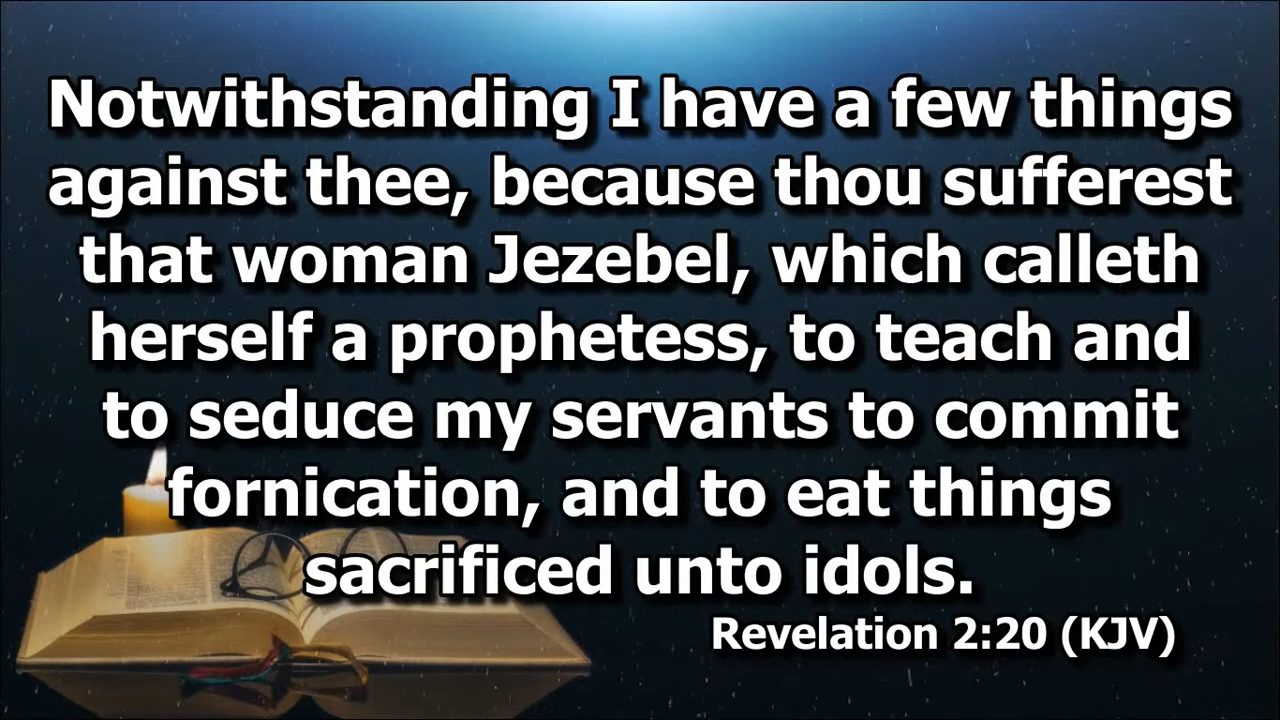 Notwithstanding I have a few things
against thee, because thou sufferest
that woman Jezebel, which calleth
herself a prophetess, to teach and
to seduce my servants to commit
fornication, and to eat things
sacrificed unto idols.
Revelation 2:20 (KJV)